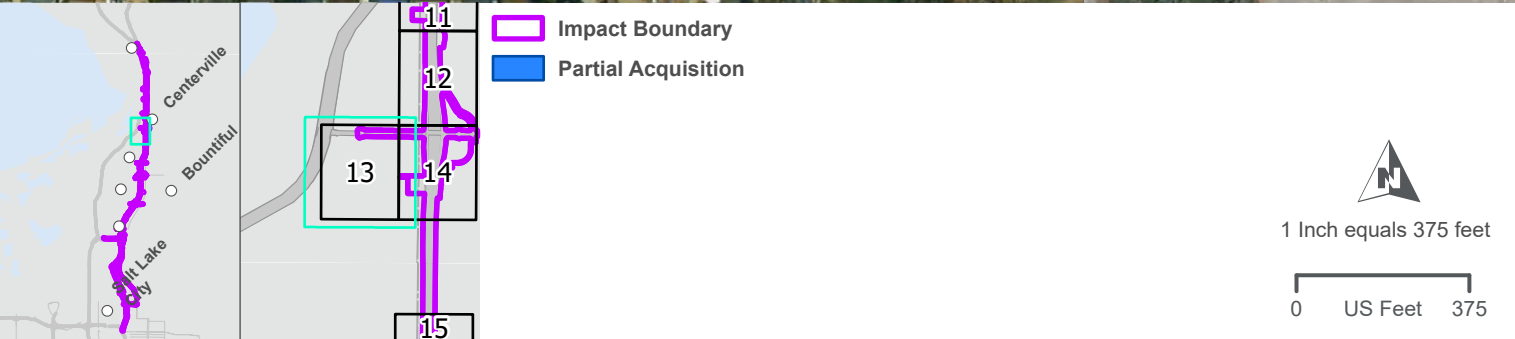 Centerville
Bountiful
Salt Lake
City
11
12
13
14
15
Impact Boundary
Partial Acquisition
N
1 Inch equals 375 feet
0 US Feet 375